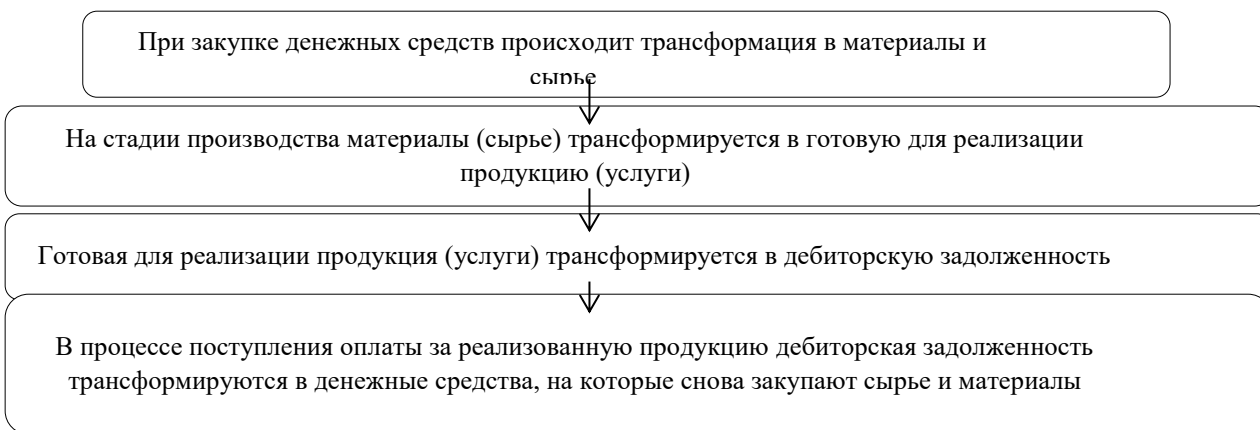 При закупке денежных средств происходит трансформация в материалы и
сырье
На стадии производства материалы (сырье) трансформируется в готовую для реализации
продукцию (услуги)
Готовая для реализации продукция (услуги) трансформируется в дебиторскую задолженность
В процессе поступления оплаты за реализованную продукцию дебиторская задолженность
трансформируются в денежные средства, на которые снова закупают сырье и материалы